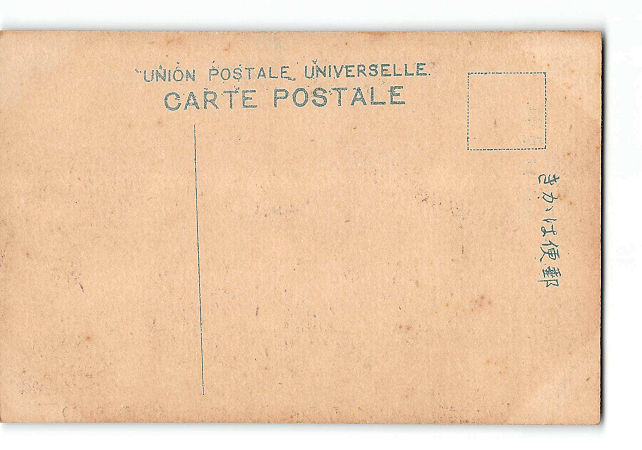 UNION POSTALE UNIVERSELLE.
CARTE POSTALE
きかは便郵